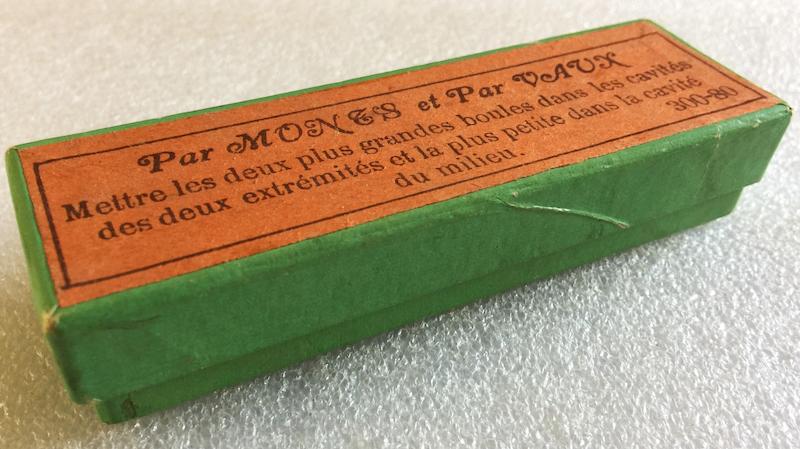 Par MONTS et Par VAUX
Mettre les deux plus grandes boules dans les cavités
des deux extrémités et la plus petite dans la cavité
du milieu.
300-80